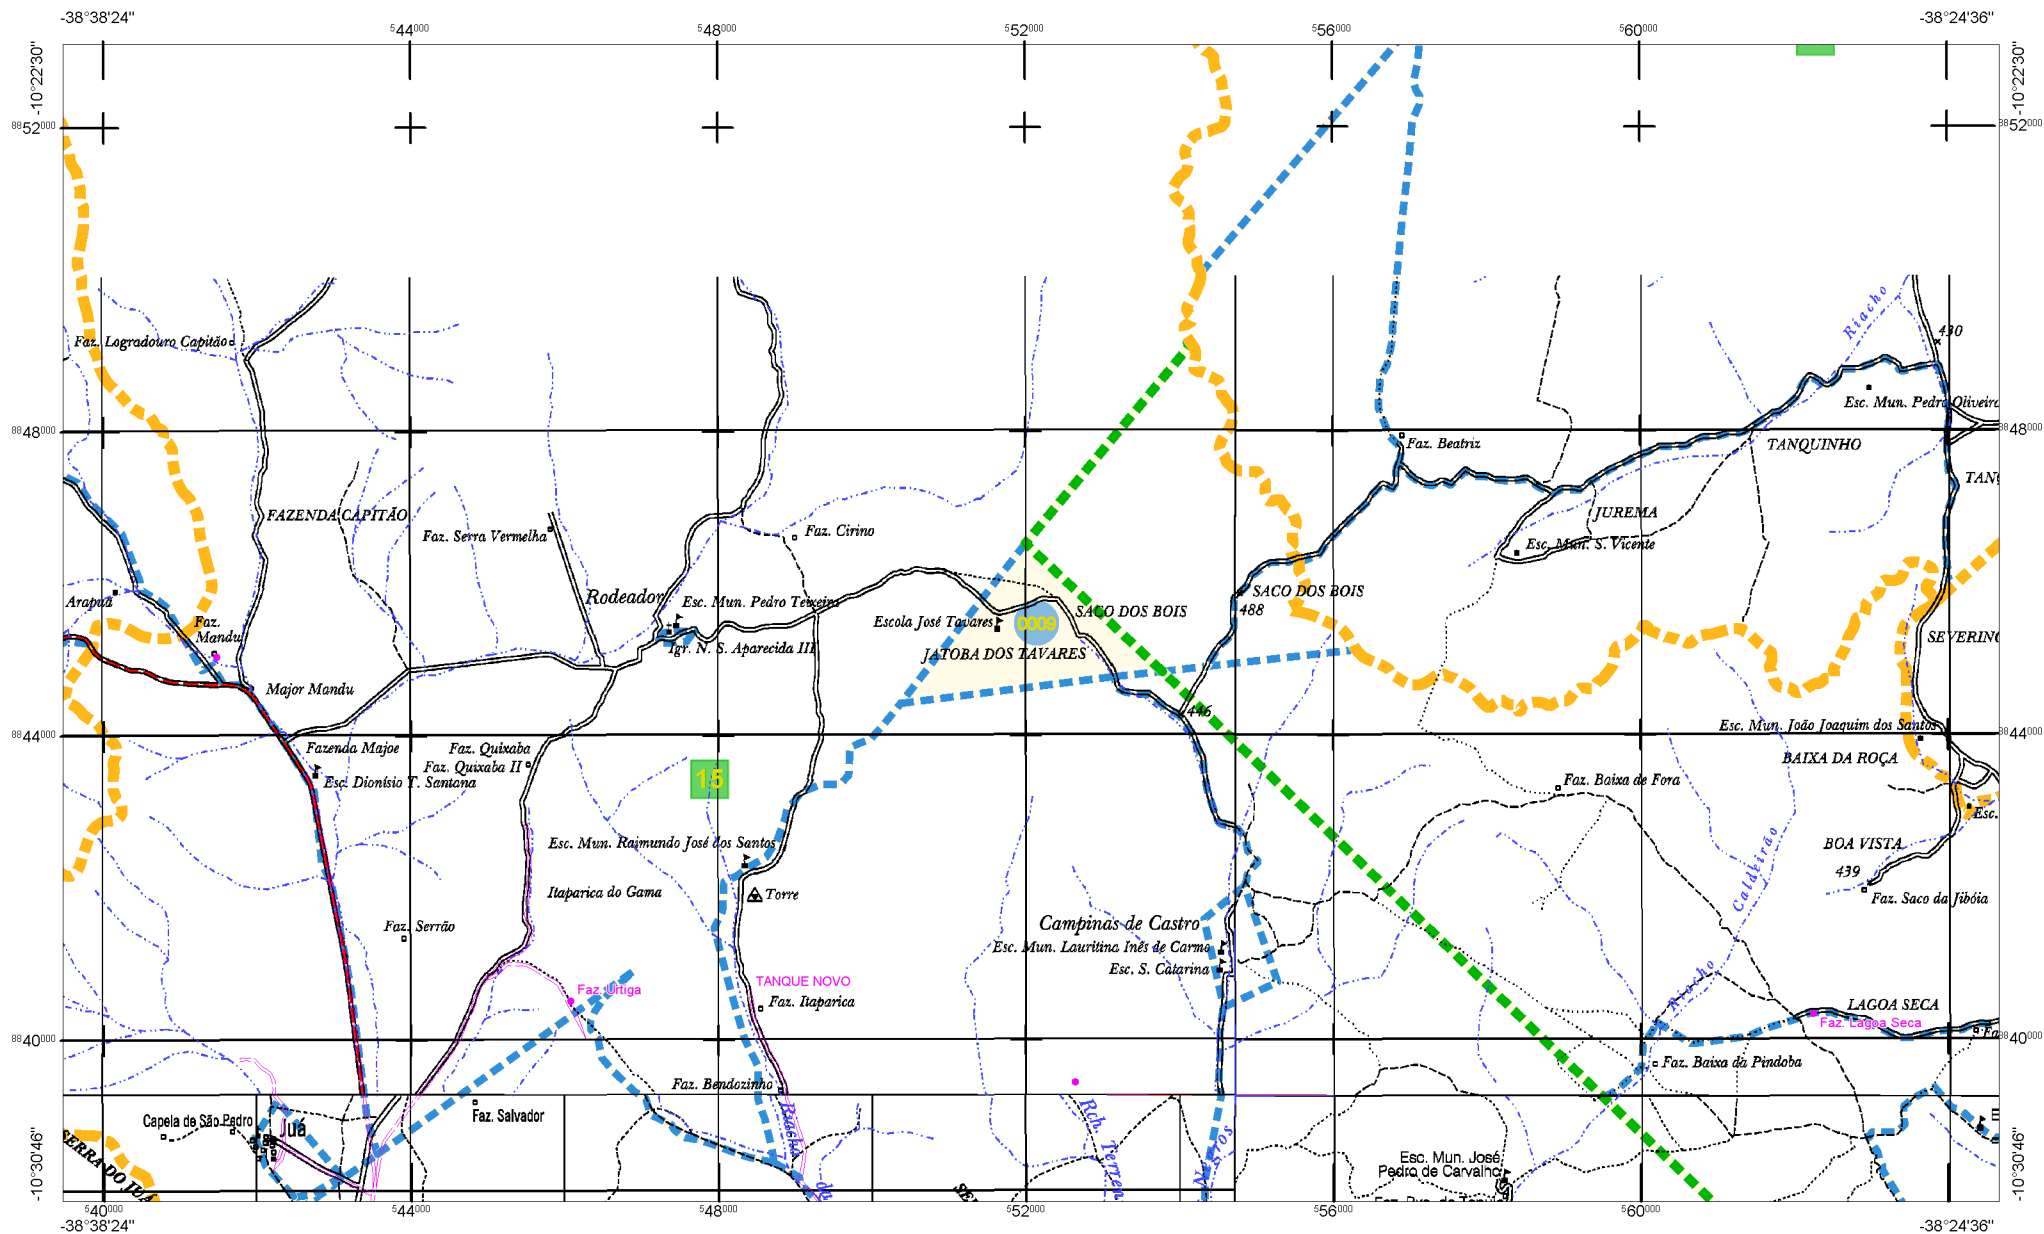 -38°38'24"
-38°24'36"
544000
548000
552000
556000
560000
-10°22'30"
-10°22'30"
8852000
8852000
Riacho
430
Faz. Logradouro Capitão
Esc. Mun. Pedro Oliveira
8848000
8848000
Faz. Beatriz
TANQUINHO
FAZENDA CAPITÃO
Faz. Serra Vermelha
Faz. Cirino
JUREMA
Esc. Mun. S. Vicente
Arapuá
Rodeador
Esc. Mun. Pedro Teixeira
SACO DOS BOIS
488
SACO DOS BOIS
Faz.
Mandu
Escola José Tavares
0009
Igr. N. S. Aparecida III
JATOBA DOS TAVARES
Major Mandu
446
Esc. Mun. João Joaquim dos Santos
8844000
8844000
Fazenda Majoe
Faz. Quixaba
Faz. Quixaba II
BAIXA DA ROÇA
Esc. Dionísio T. Santana
15
Faz. Baixa de Fora
Esc.
Esc. Mun. Raimundo José dos Santos
BOA VISTA
439
Itaparica do Gama
Torre
Faz. Saco da Jibóia
Caldeirão
Faz. Serrão
Campinas de Castro
Esc. Mun. Lauritina Inês de Carmo
Esc. S. Catarina
Riacho
TANQUE NOVO
Faz. Urtiga
Faz. Itaparica
LAGOA SECA
Faz. Lagoa Seca
8840000
8840000
Faz. Baixa da Pindoba
Faz. Bendozinho
Capela de São Pedro
Juá
Faz. Salvador
Riacho
da
Rch. Terren
SERRA DO JUÁ
Esc. Mun. José
Pedro de Carvalho
-10°30'46"
-10°30'46"
540000
544000
548000
552000
556000
560000
-38°38'24"
-38°24'36"